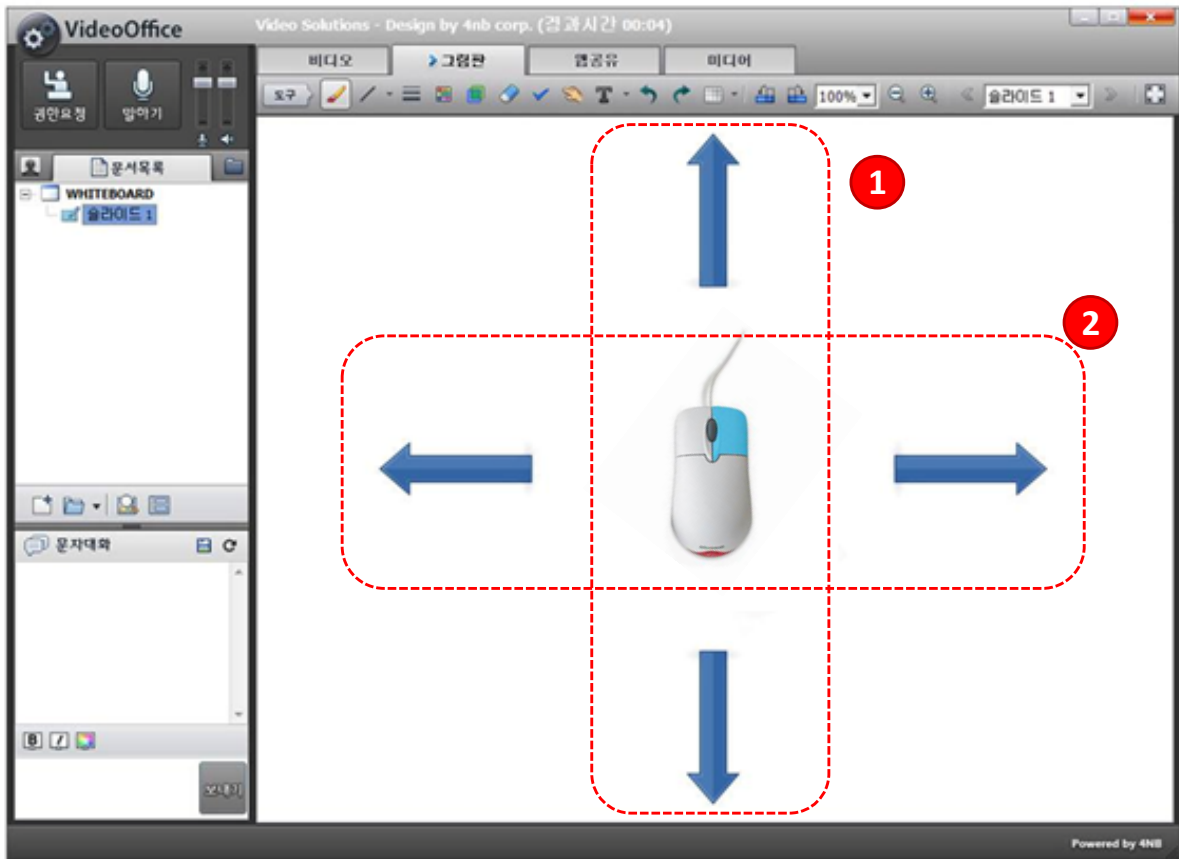 VideoOffice
Video Solutions - Design by 4nb corp. (경과시간 00:04)
비디오
그림판
웹공유
미디어
권한요청
말하기
도구
T
100%
슬라이드 1
문서목록
WHITEBOARD
슬라이드 1
1
2
문자대화
B
I
보내기
Powered by 4NB